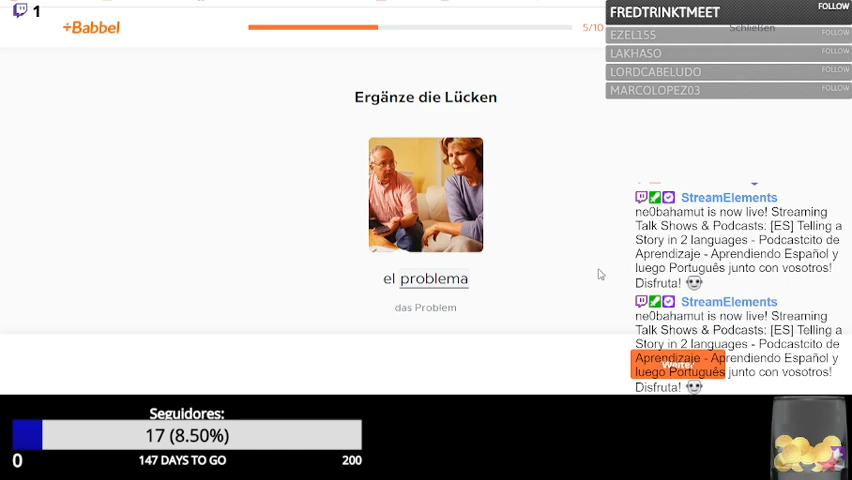 1
+Babbel
5/10
Schließen
FREDTRINKTMEET
FOLLOW
EZEL155
FOLLOW
LAKHASO
FOLLOW
LORDCABELUDO
FOLLOW
MARCOLOPEZ03
FOLLOW
Ergänze die Lücken
el problema
das Problem
StreamElements
ne0bahamut is now live! Streaming
Talk Shows & Podcasts: [ES] Telling a
Story in 2 languages - Podcastcito de
Aprendizaje - Aprendiendo Español y
luego Português junto con vosotros!
Disfruta!
StreamElements
ne0bahamut is now live! Streaming
Talk Shows & Podcasts: [ES] Telling a
Story in 2 languages - Podcastcito de
Aprendizaje - Aprendiendo Español y
luego Português junto con vosotros!
Disfruta!
Weiter
Seguidores:
17 (8.50%)
0
147 DAYS TO GO
200